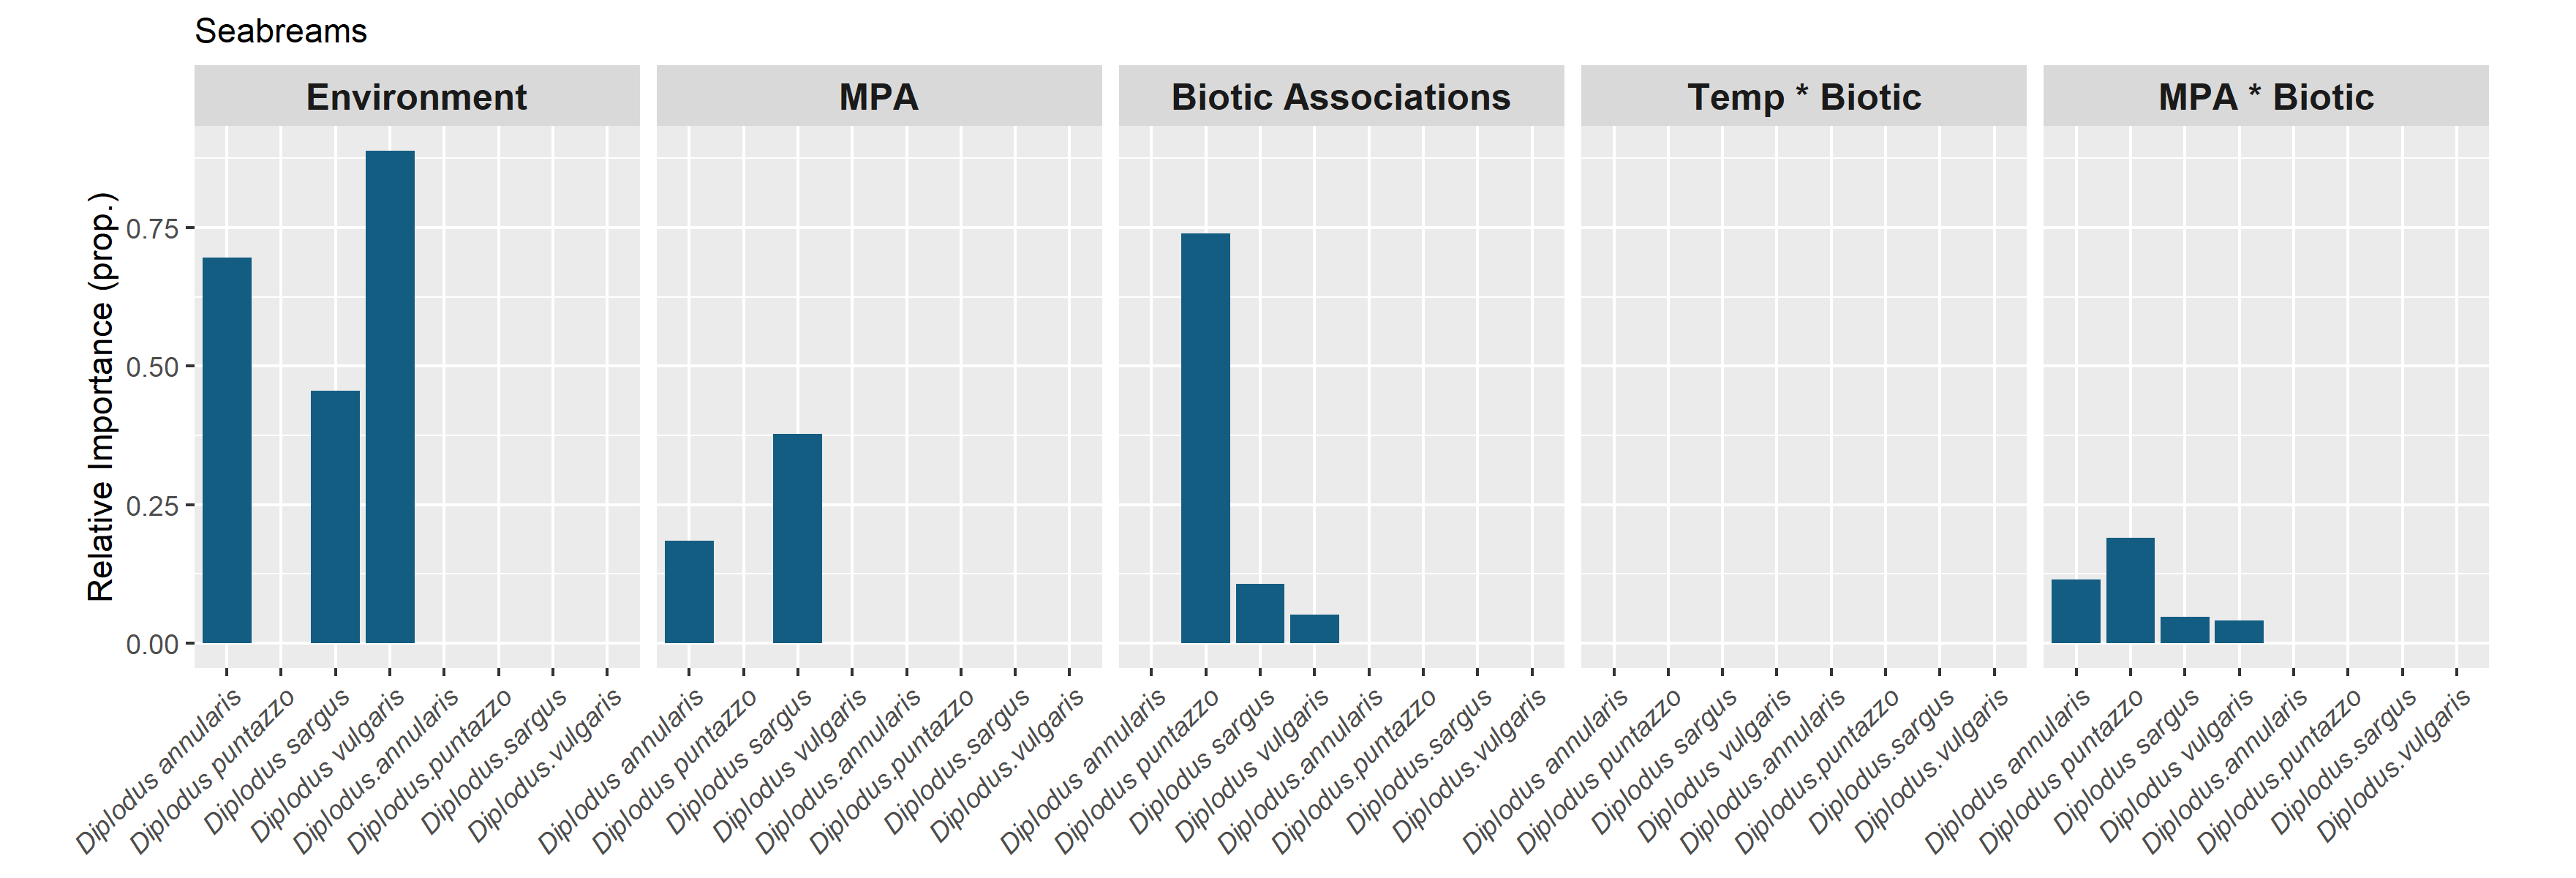 Seabreams
Environment
MPA
Biotic Associations
Temp * Biotic
MPA * Biotic
Relative Importance (prop.)
0.75
0.50
0.25
0.00
Diplodus annularis
Diplodus puntazzo
Diplodus sargus
Diplodus vulgaris
Diplodus.annularis
Diplodus.puntazzo
Diplodus.sargus
Diplodus.vulgaris
Diplodus annularis
Diplodus puntazzo
Diplodus sargus
Diplodus vulgaris
Diplodus.annularis
Diplodus.puntazzo
Diplodus.sargus
Diplodus.vulgaris
Diplodus annularis
Diplodus puntazzo
Diplodus sargus
Diplodus vulgaris
Diplodus.annularis
Diplodus.puntazzo
Diplodus.sargus
Diplodus.vulgaris
Diplodus annularis
Diplodus puntazzo
Diplodus sargus
Diplodus vulgaris
Diplodus.annularis
Diplodus.puntazzo
Diplodus.sargus
Diplodus.vulgaris
Diplodus annularis
Diplodus puntazzo
Diplodus sargus
Diplodus vulgaris
Diplodus.annularis
Diplodus.puntazzo
Diplodus.sargus
Diplodus.vulgaris